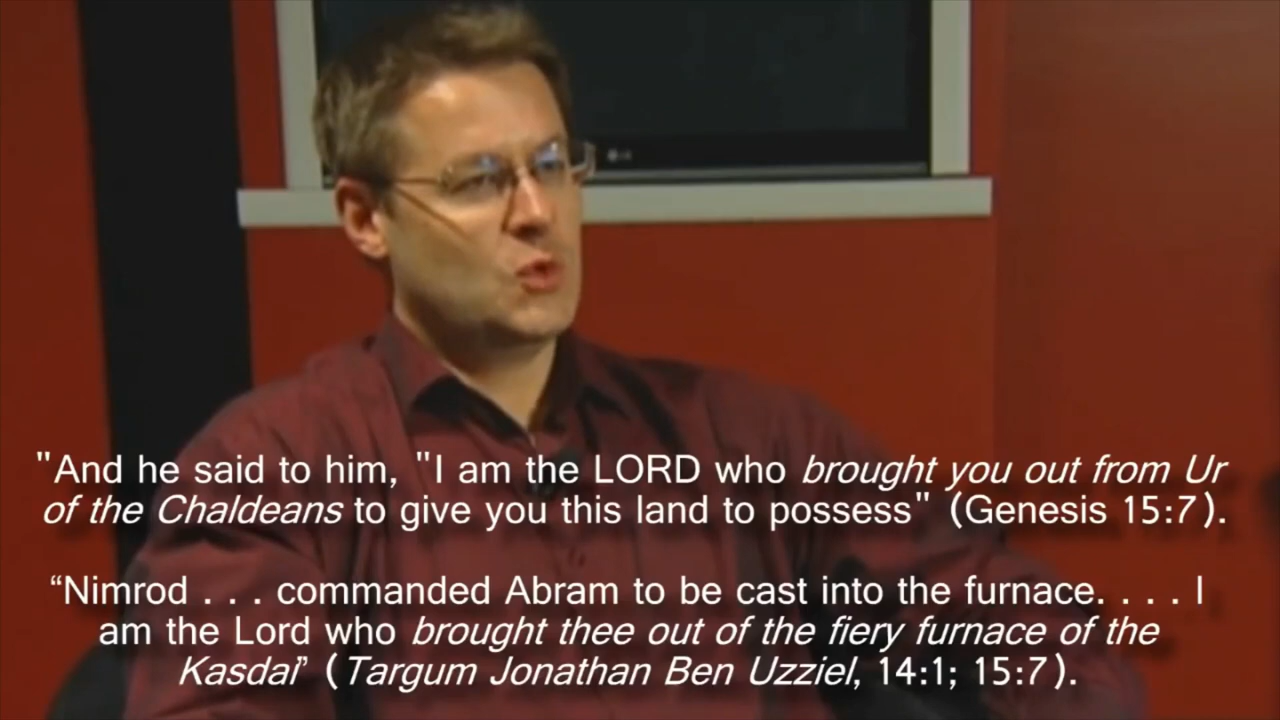 LG
"And he said to him, "I am the LORD who brought you out from Ur
of the Chaldeans to give you this land to possess" (Genesis 15:7).
“Nimrod . . . commanded Abram to be cast into the furnace. . . . I
am the Lord who brought thee out of the fiery furnace of the
Kasdai” (Targum Jonathan Ben Uzziel, 14:1; 15:7).